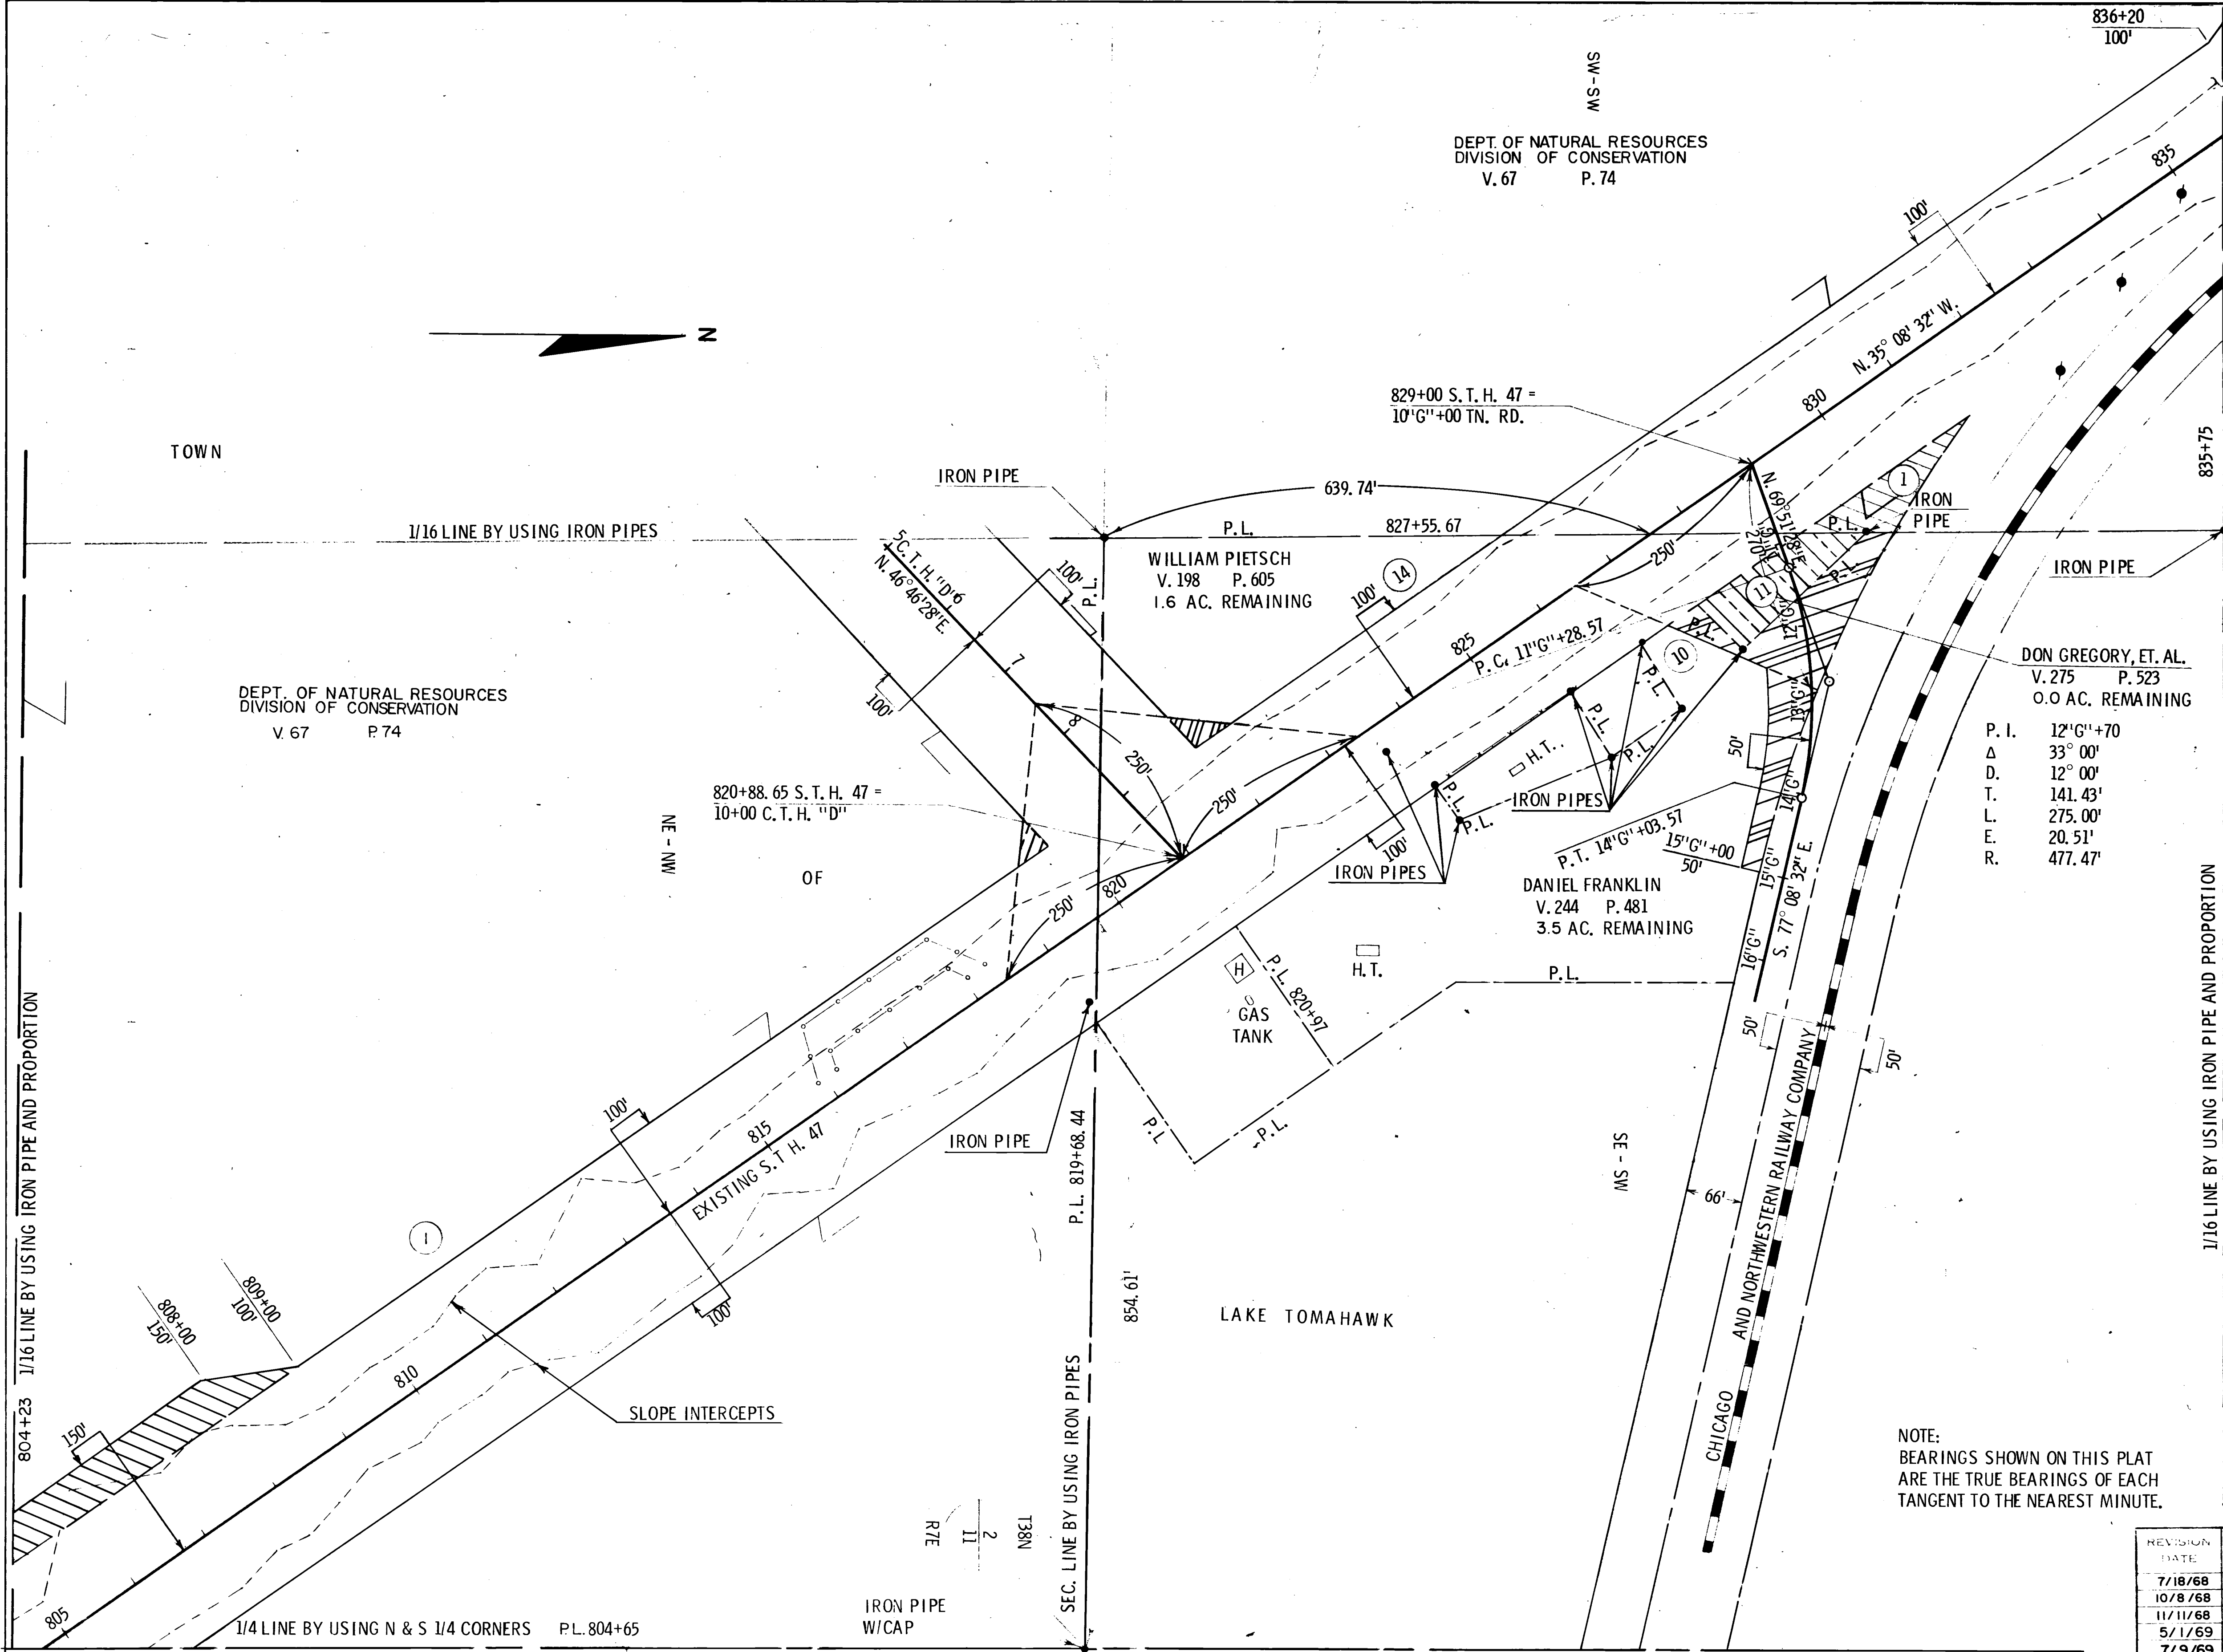 836+20
100'
SW-SW
DEPT. OF NATURAL RESOURCES
DIVISION OF CONSERVATION
V. 67 P. 74
835
100'
N
N. 35° 08' 32" W.
829+00 S. T. H. 47 =
10"G"+00 TN. RD.
830
835+75
TOWN
IRON PIPE
639.74'
1
IRON
PIPE
1/16 LINE BY USING IRON PIPES
P.L.
827+55.67
N. 69° 51' 28" E.
P.L.
5
C. T. H. "D"
6
N. 46° 46' 28" E.
100'
P.L.
WILLIAM PIETSCH
V. 198 P. 605
1.6 AC. REMAINING
100'
14
250'
270'
11"G"
P.L.
11
12"G"
IRON PIPE
7
825
P.C. 11"G"+28.57
P.L.
10
DON GREGORY, ET. AL.
V. 275 P. 523
0.0 AC. REMAINING
DEPT. OF NATURAL RESOURCES
DIVISION OF CONSERVATION
V. 67 P. 74
100'
8
P.L.
P.L.
13"G"
P. I. 12"G"+70
Δ 33° 00'
D. 12° 00'
T. 141.43'
L. 275.00'
E. 20.51'
R. 477.47'
250'
H.T.
P.L.
50'
820+88.65 S. T. H. 47 =
10+00 C. T. H. "D"
250'
P.L.
IRON PIPES
14"G"
NE - NW
P.L.
100'
P.T. 14"G"+03.57
IRON PIPES
15"G"+00
50'
15"G"
OF
820
DANIEL FRANKLIN
V. 244 P. 481
3.5 AC. REMAINING
250'
S. 77° 08' 32" E.
16"G"
H
P.L. 820+97
H.T.
P.L.
GAS
TANK
50'
50'
1/16 LINE BY USING IRON PIPE AND PROPORTION
100'
815
IRON PIPE
P.L.
P.L.
EXISTING S.T H. 47
P.L. 819+68.44
SE - SW
66'
1/16 LINE BY USING IRON PIPE AND PROPORTION
1
809+00
100'
808+00
150'
100'
854.61'
LAKE TOMAHAWK
CHICAGO AND NORTHWESTERN RAILWAY COMPANY
810
804+23
150'
SLOPE INTERCEPTS
SEC. LINE BY USING IRON PIPES
NOTE:
BEARINGS SHOWN ON THIS PLAT
ARE THE TRUE BEARINGS OF EACH
TANGENT TO THE NEAREST MINUTE.
T38N
2
11
R7E
805
1/4 LINE BY USING N & S 1/4 CORNERS P.L. 804+65
IRON PIPE
W/CAP
REVISION
DATE
7/18/68
10/8/68
11/11/68
5/1/69
7/9/69